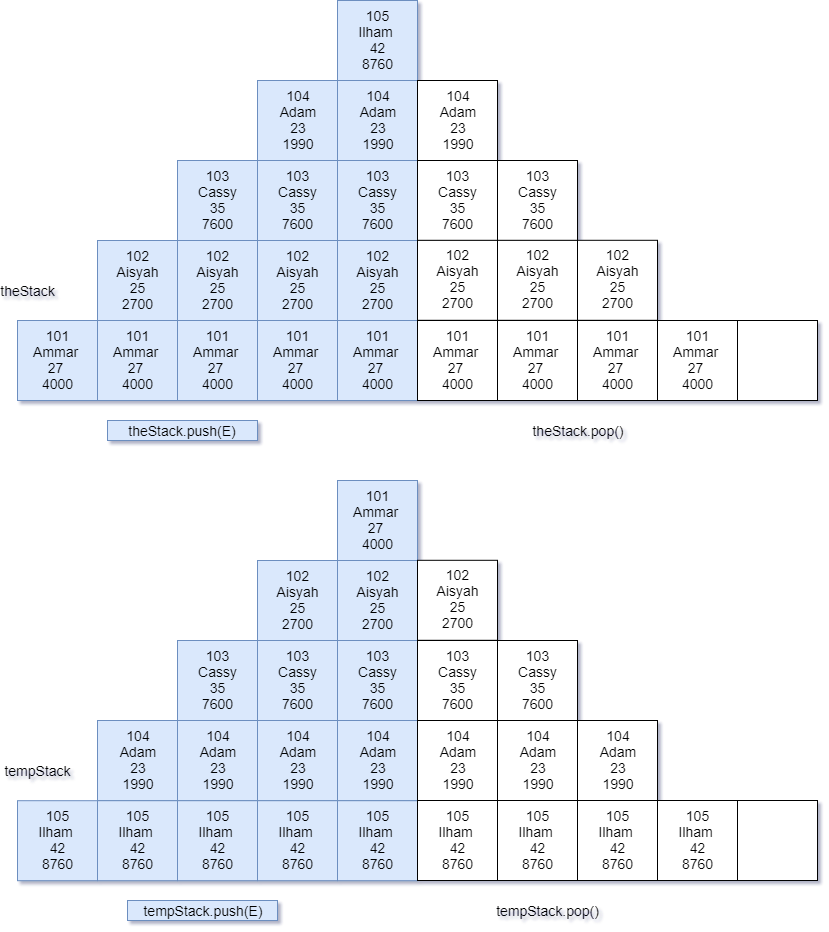 105
Ilham
42
8760
104 104 104
Adam Adam Adam
23 23 23
1990 1990 1990
103 103 103 103 103
Cassy Cassy Cassy Cassy Cassy
35 35 35 35 35
7600 7600 7600 7600 7600
102 102 102 102 102 102 102
Aisyah Aisyah Aisyah Aisyah Aisyah Aisyah Aisyah
25 25 25 25 25 25 25
theStack
2700 2700 2700 2700 2700 2700 2700
101 101 101 101 101 101 101 101 101
Ammar Ammar Ammar Ammar Ammar Ammar Ammar Ammar Ammar
27 27 27 27 27 27 27 27 27
4000 4000 4000 4000 4000 4000 4000 4000 4000
theStack.push(E) theStack.pop()
101
Ammar
27
4000
102 102 102
Aisyah Aisyah Aisyah
25 25 25
2700 2700 2700
103 103 103 103 103
Cassy Cassy Cassy Cassy Cassy
35 35 35 35 35
7600 7600 7600 7600 7600
104 104 104 104 104 104 104
Adam Adam Adam Adam Adam Adam Adam
23 23 23 23 23 23 23
tempStack
1990 1990 1990 1990 1990 1990 1990
105 105 105 105 105 105 105 105 105
Ilham Ilham Ilham Ilham Ilham Ilham Ilham Ilham Ilham
42 42 42 42 42 42 42 42 42
8760 8760 8760 8760 8760 8760 8760 8760 8760
tempStack.push(E) tempStack.pop()